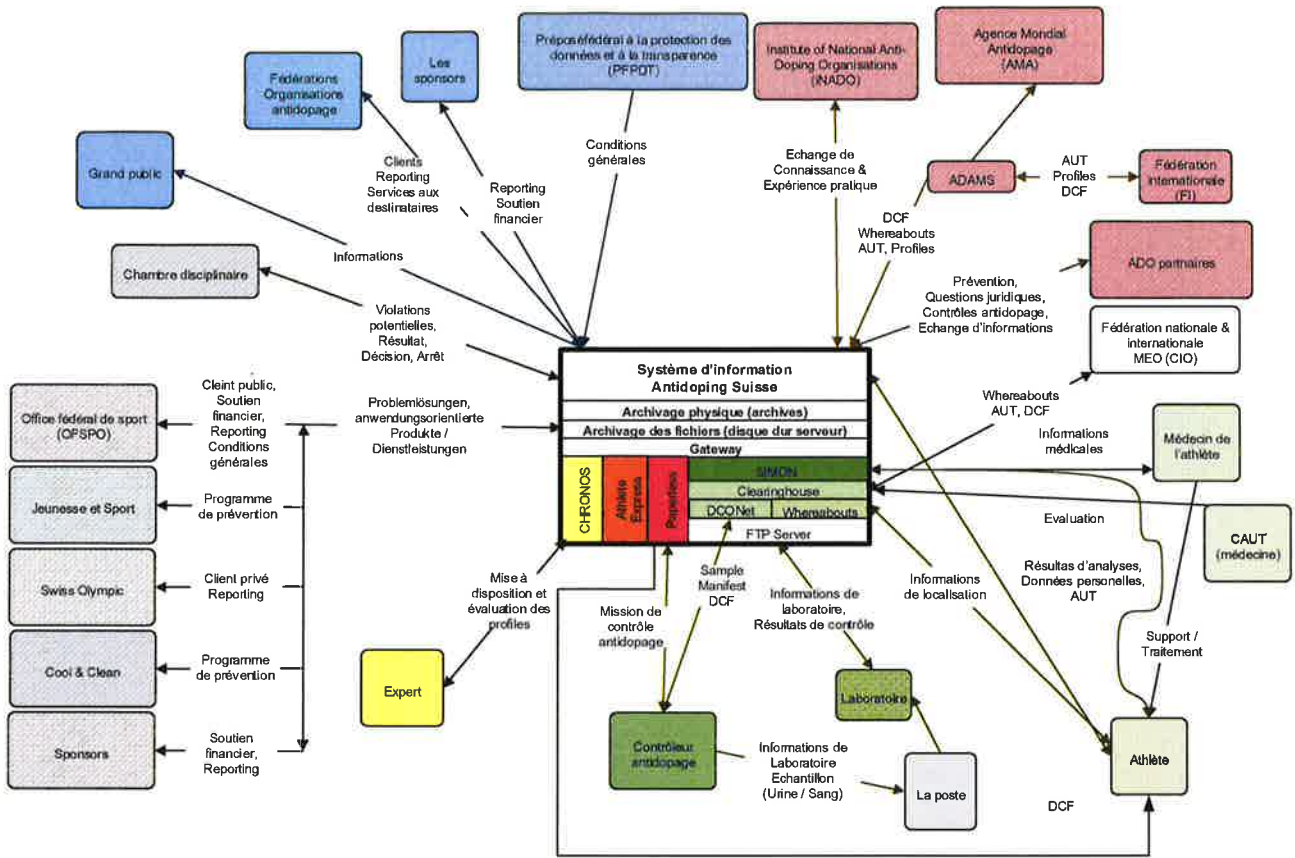 Agence Mondial
Antidopage
(AMA)
Préposéfédéral à la protection des
données et à la transparence
(PFPDT)
Institute of National Anti-
Doping Organisations
(iNADO)
Les
sponsors
Fédérations
Organisations
antidopage
Grand public
Conditions
générales
Clients
Reporting
Services aux
destinataires
Reporting
Soutien
financier
Echange de
Connaissance &
Expérience pratique
ADAMS
AUT
Profiles
DCF
Fédération
internationale
(FI)
DCF
Whereabouts
AUT, Profiles
Informations
Chambre disciplinaire
ADO partnaires
Prévention,
Questions juridiques,
Contrôles antidopage,
Echange d'informations
Violations
potentielles,
Résultat,
Décision, Arrêt
Fédération nationale &
internationale
MEO (CIO)
Système d'information
Antidoping Suisse
Archivage physique (archives)
Archivage des fichiers (disque dur serveur)
Gateway
CHRONOS
Athlète
Express
Paperless
SIMON
Clearinghouse
DCONet
Whereabouts
FTP Server
Office fédéral de sport
(OFSPO)
Cleint public,
Soutien
financier,
Reporting
Conditions
générales
Problemlösungen,
anwendungsorientierte
Produkte /
Dienstleistungen
Whereabouts
AUT, DCF
Informations
médicales
Médecin de
l'athlète
Jeunesse et Sport
Programme
de prévention
Evaluation
CAUT
(médecine)
Swiss Olympic
Client privé
Reporting
Mise à
disposition et
évaluation des
profiles
Sample
Manifest
DCF
Mission de
contrôle
antidopage
Informations de
laboratoire,
Résultats de contrôle
Informations
de localisation
Résultas d'analyses,
Données personelles,
AUT
Support /
Traitement
Cool & Clean
Programme
de prévention
Expert
Laboratoire
Sponsors
Soutien
financier,
Reporting
Contrôleur
antidopage
Informations de
Laboratoire
Echantillon
(Urine / Sang)
La poste
Athlète
DCF